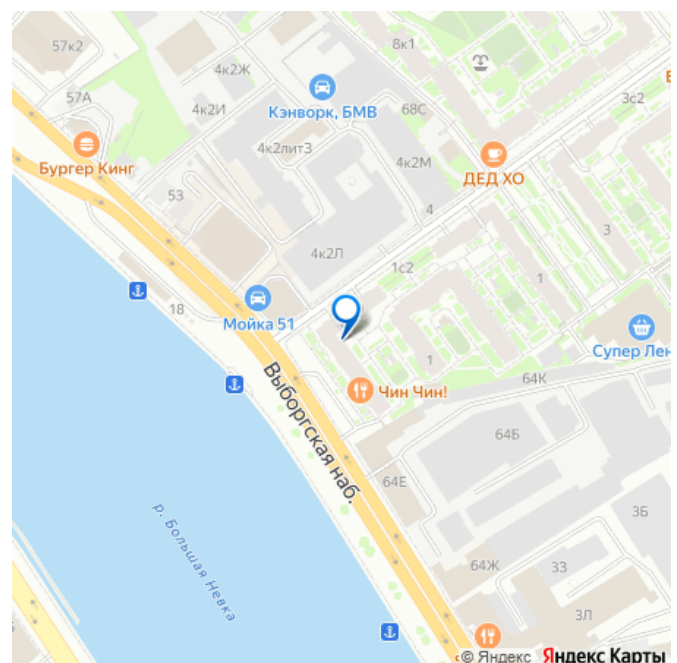 57к2
8к1
4к2Ж
57А
4к2И
Кэнворк, БМВ
68С
3с2
Бургер Кинг
4к2лит3
4к2М
ДЕД ХО
53
4
3
4к2Л
1с2
1
18
Мойка 51
Супер Лен
1
64К
Чин Чин!
Выборгская наб.
64Б
64Е
р. Большая Невка
3Б
64Ж
33
3Л
© Яндекс Яндекс Карты